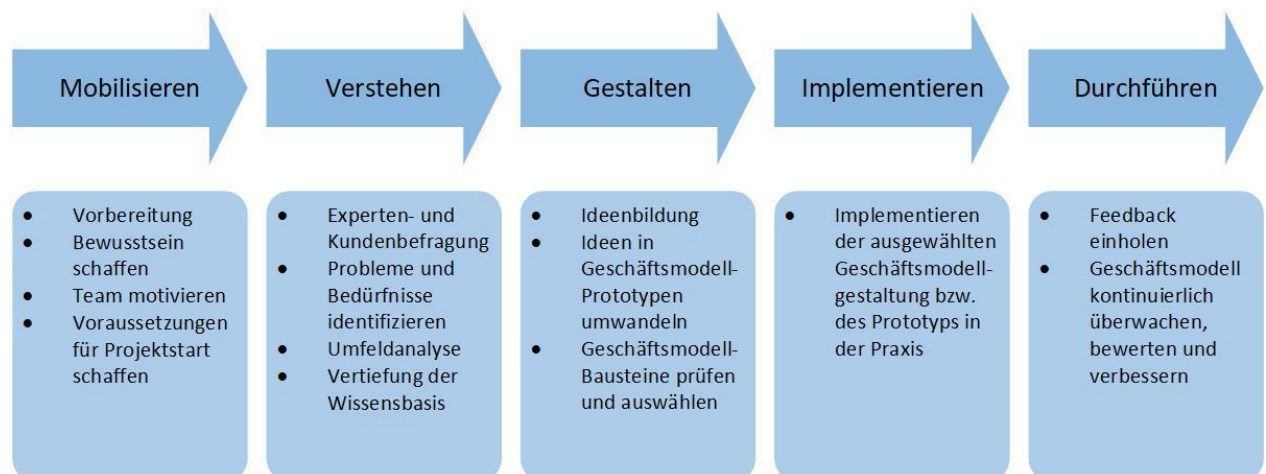 Mobilisieren
Verstehen
Gestalten
Implementieren
Durchführen
• Vorbereitung
• Bewusstsein
schaffen
• Team motivieren
• Voraussetzungen
für Projektstart
schaffen
• Experten- und
Kundenbefragung
• Probleme und
Bedürfnisse
identifizieren
• Umfeldanalyse
• Vertiefung der
Wissensbasis
• Ideenbildung
• Ideen in
Geschäftsmodell-
Prototypen
umwandeln
• Geschäftsmodell-
Bausteine prüfen
und auswählen
• Implementieren
der ausgewählten
Geschäftsmodell-
gestaltung bzw.
des Prototyps in
der Praxis
• Feedback
einholen
• Geschäftsmodell
kontinuierlich
überwachen,
bewerten und
verbessern